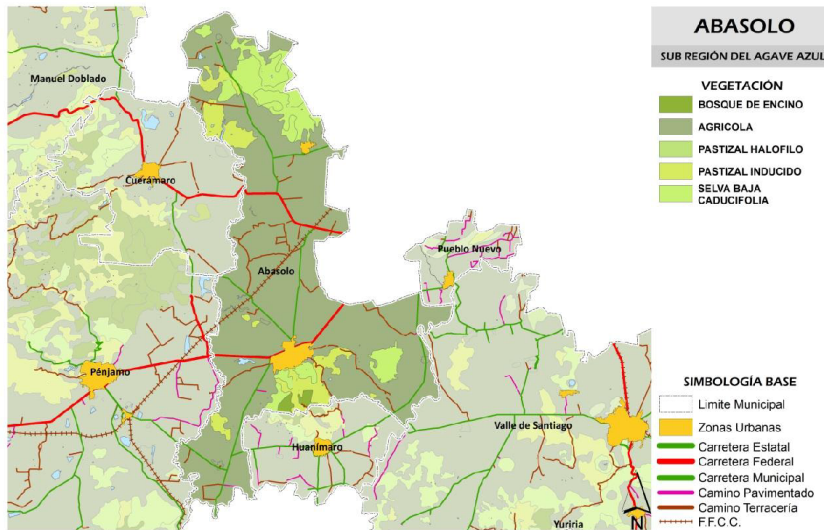 ABASOLO
SUB REGIÓN DEL AGAVE AZUL
VEGETACIÓN
BOSQUE DE ENCINO
AGRICOLA
PASTIZAL HALOFILO
PASTIZAL INDUCIDO
SELVA BAJA
CADUCIFOLIA
Manuel Doblado
Cuerámaro
Pueblo Nuevo
Abasolo
Pénjamo
Huanímaro
Valle de Santiago
Yuriria
SIMBOLOGÍA BASE
Limite Municipal
Zonas Urbanas
Carretera Estatal
Carretera Federal
Carretera Municipal
Camino Pavimentado
Camino Terracería
F.F.C.C.
N